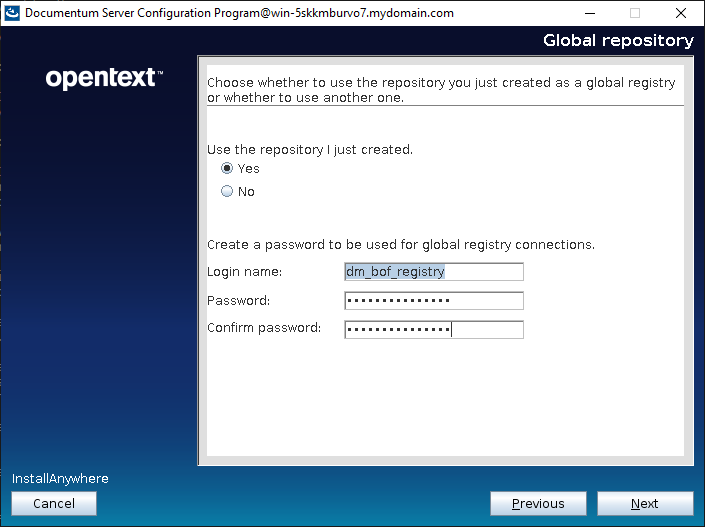 Documentum Server Configuration Program@win-5skkmburvo7.mydomain.com
Global repository
opentext™
Choose whether to use the repository you just created as a global registry
or whether to use another one.
Use the repository I just created.
Yes
No
Create a password to be used for global registry connections.
Login name:
dm_bof_registry
Password:
Confirm password:
InstallAnywhere
Cancel
Previous
Next